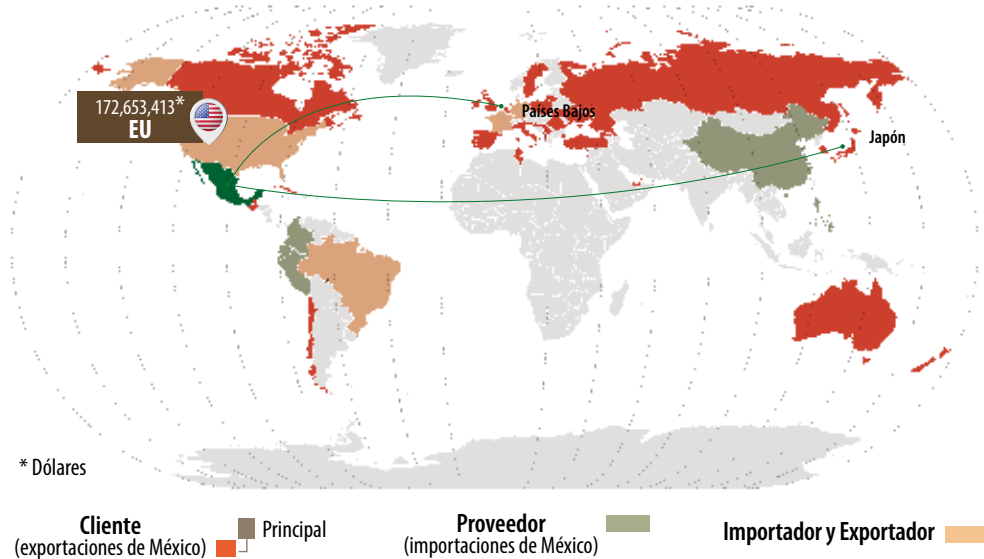 172,653,413*
EU
Países Bajos
Japón
* Dólares
Cliente
(exportaciones de México)
Principal
Proveedor
(importaciones de México)
Importador y Exportador